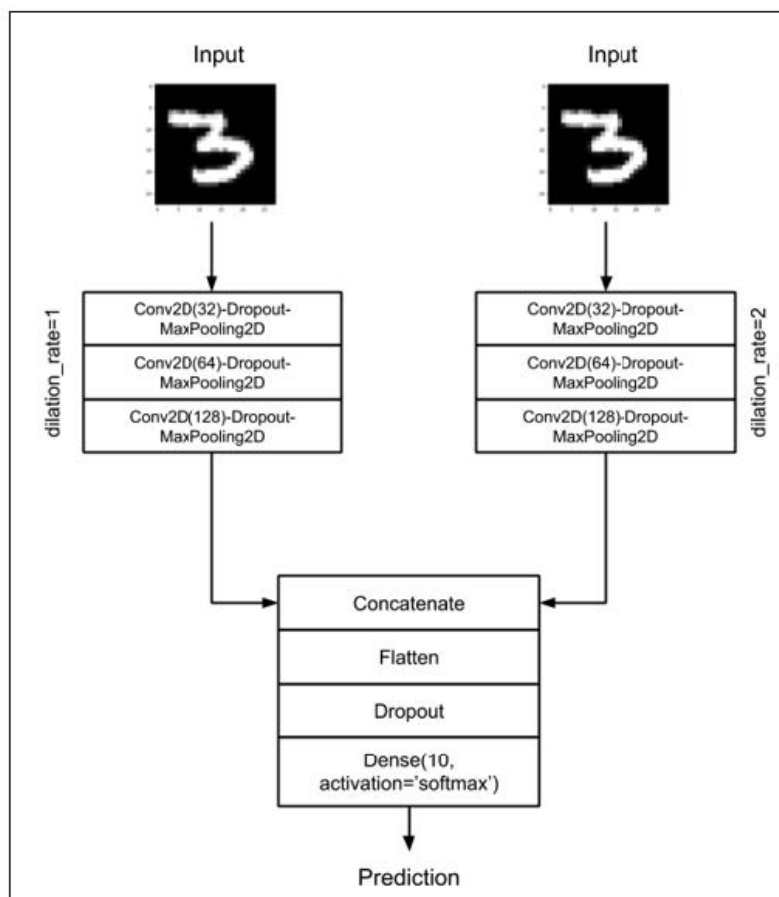 Input
Input
dilation_rate=1
Conv2D(32)-Dropout-
MaxPooling2D
Conv2D(64)-Dropout-
MaxPooling2D
Conv2D(128)-Dropout-
MaxPooling2D
Conv2D(32)-Dropout-
MaxPooling2D
Conv2D(64)-Dropout-
MaxPooling2D
Conv2D(128)-Dropout-
MaxPooling2D
dilation_rate=2
Concatenate
Flatten
Dropout
Dense(10,
activation='softmax')
Prediction